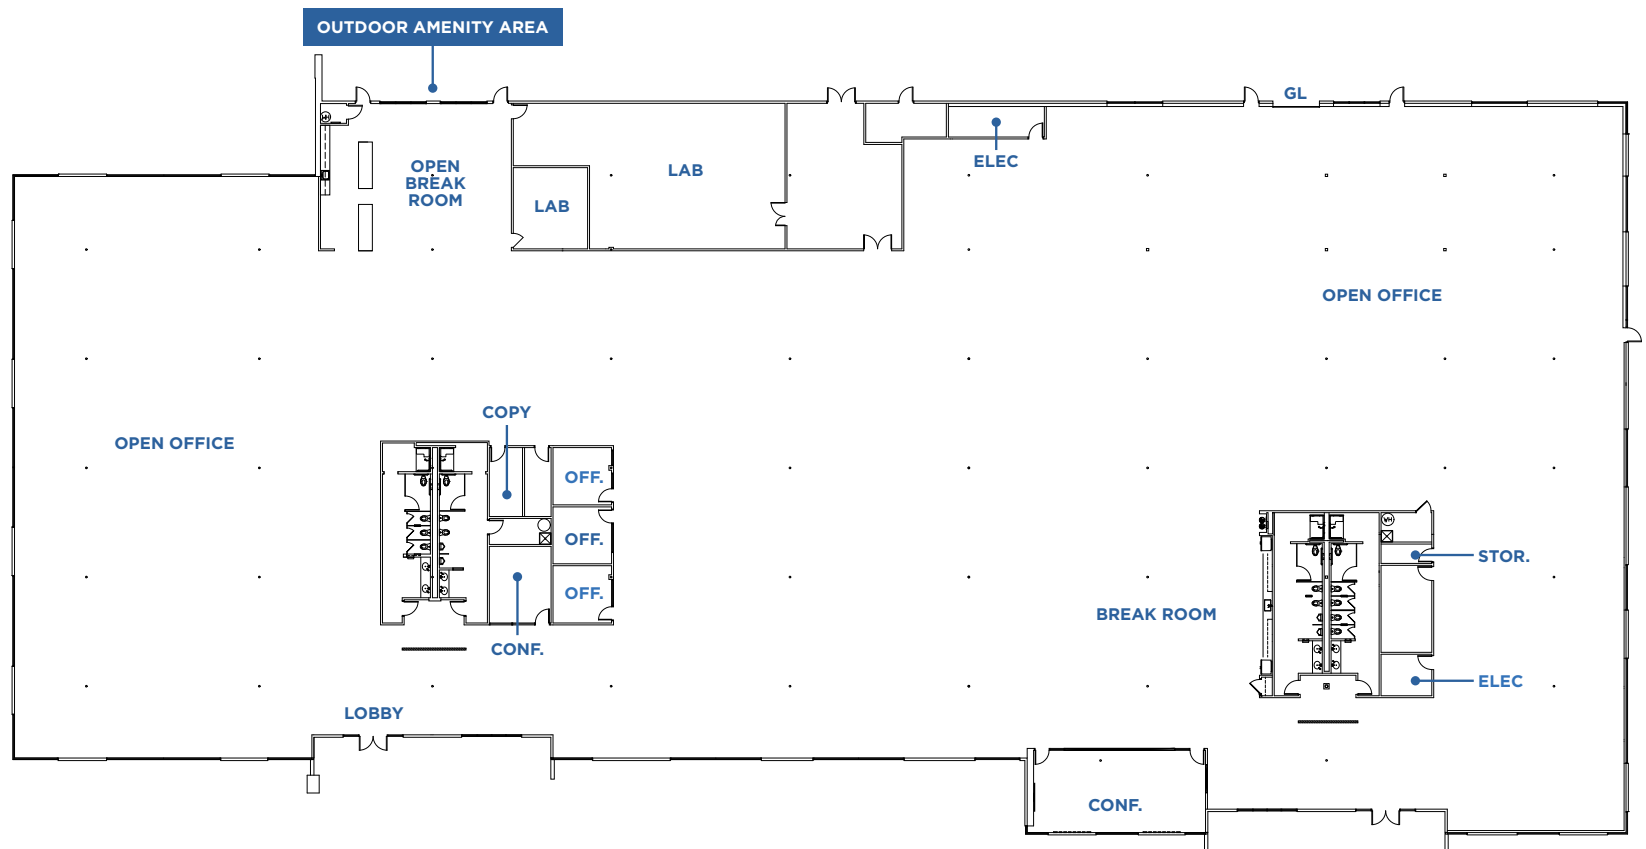 OUTDOOR AMENITY AREA
GL
OPEN
BREAK
ROOM
LAB
ELEC
LAB
OPEN OFFICE
COPY
OPEN OFFICE
OFF.
OFF.
STOR.
OFF.
BREAK ROOM
CONF.
ELEC
LOBBY
CONF.